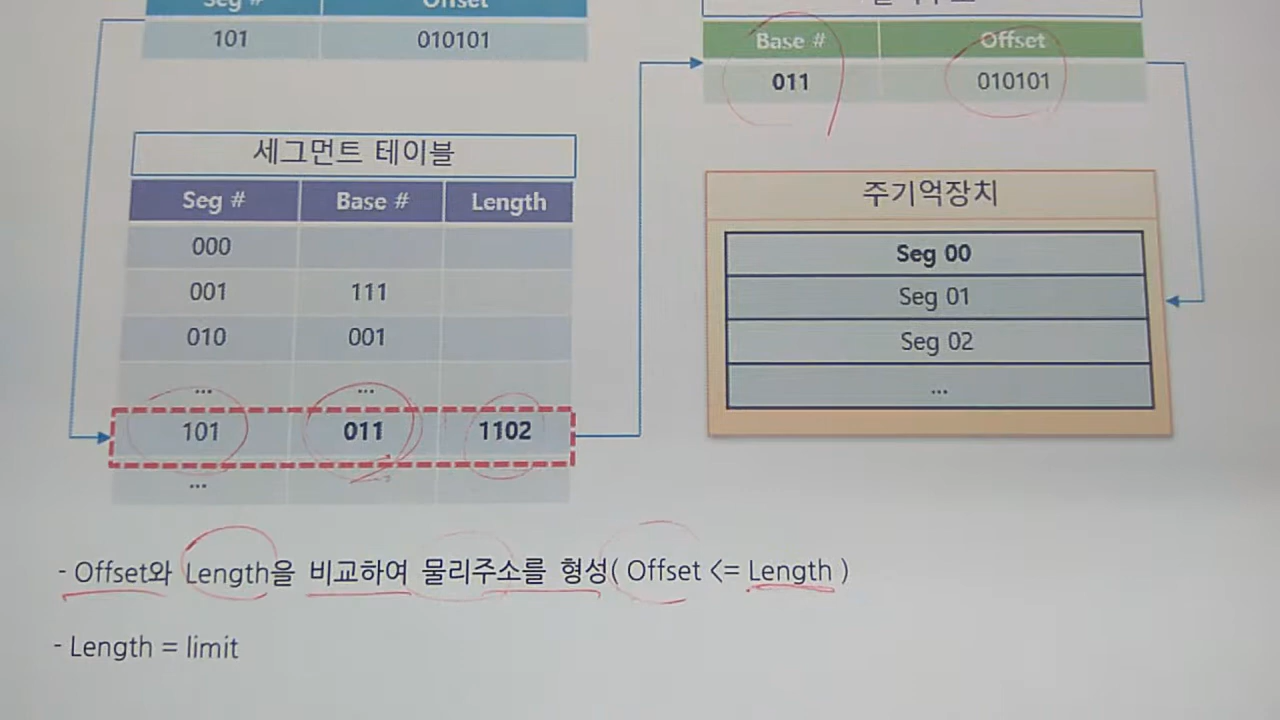 Seg # Offset
101 010101
Base # Offset
011 010101
세그먼트 테이블
Seg # Base # Length
000
001 111
010 001
... ...
101 011 1102
...
주기억장치
Seg 00
Seg 01
Seg 02
...
- Offset와 Length을 비교하여 물리주소를 형성( Offset <= Length )
- Length = limit